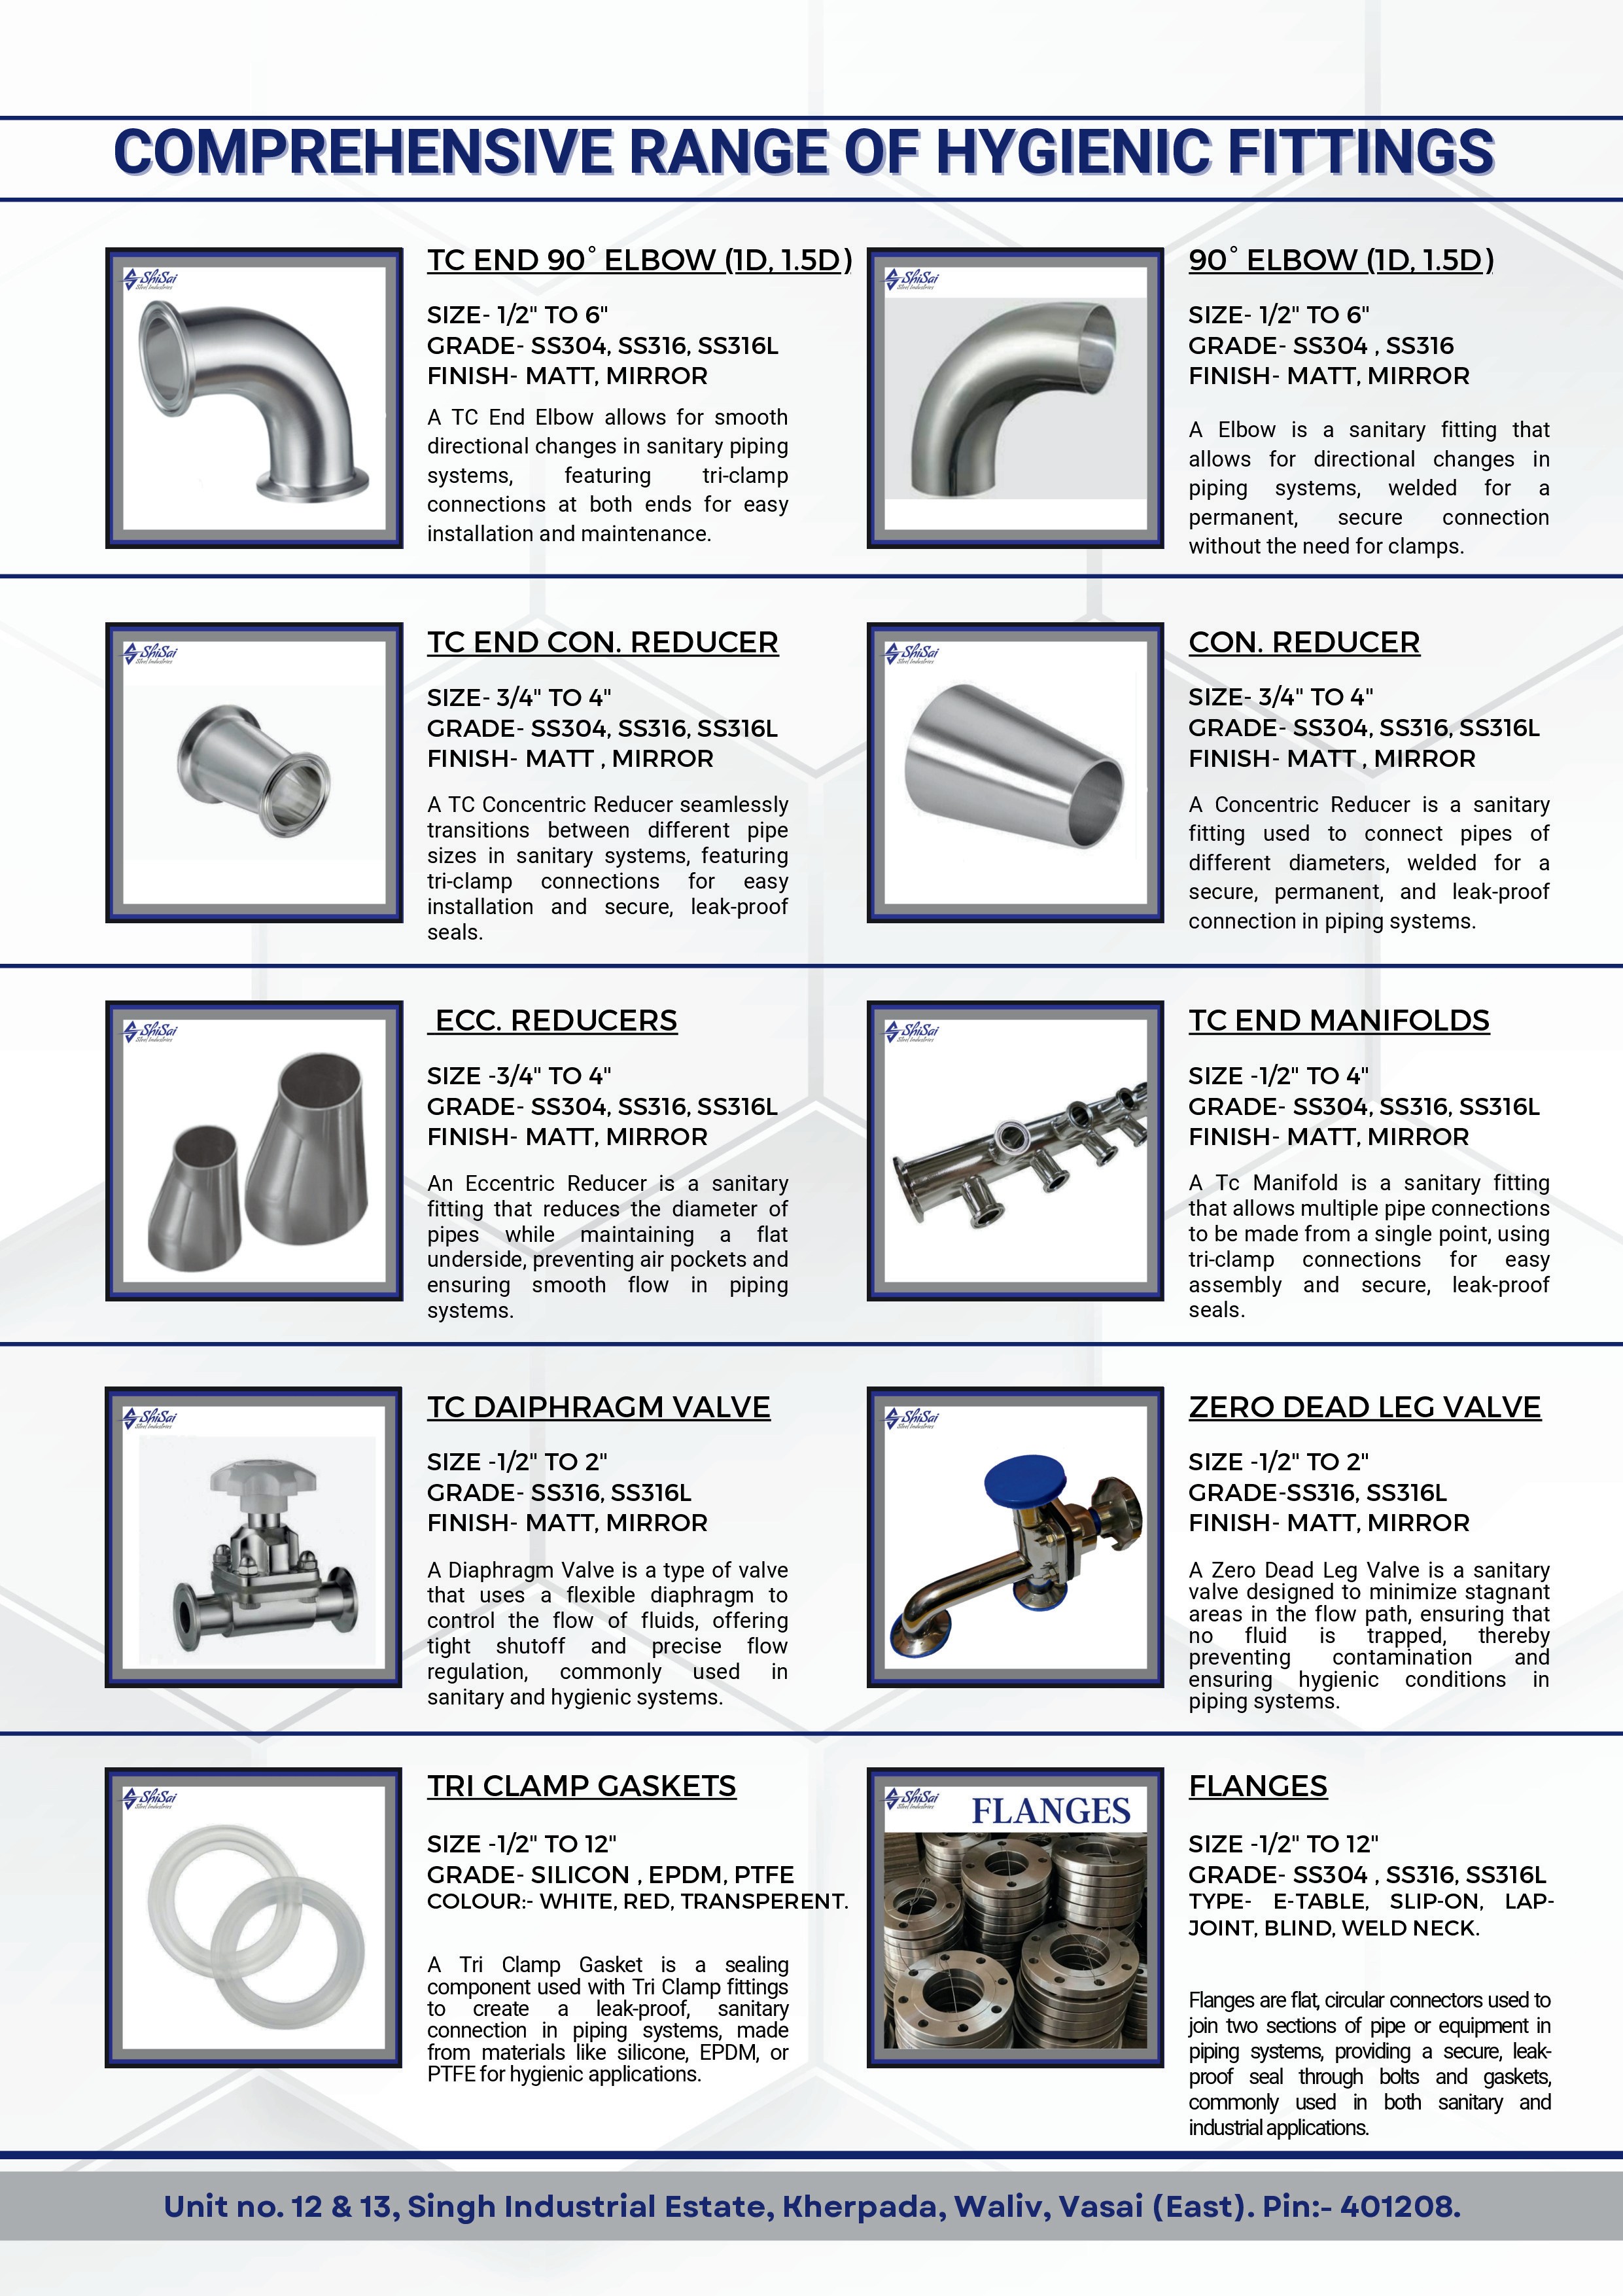 COMPREHENSIVE RANGE OF HYGIENIC FITTINGS
ShiSai
Steel Industries
TC END 90° ELBOW (1D, 1.5D)
SIZE- 1/2" TO 6"
GRADE- SS304, SS316, SS316L
FINISH- MATT, MIRROR
A TC End Elbow allows for smooth
directional changes in sanitary piping
systems, featuring tri-clamp
connections at both ends for easy
installation and maintenance.
ShiSai
Steel Industries
90° ELBOW (1D, 1.5D)
SIZE- 1/2" TO 6"
GRADE- SS304 , SS316
FINISH- MATT, MIRROR
A Elbow is a sanitary fitting that
allows for directional changes in
piping systems, welded for a
permanent, secure connection
without the need for clamps.
ShiSai
Steel Industries
TC END CON. REDUCER
SIZE- 3/4" TO 4"
GRADE- SS304, SS316, SS316L
FINISH- MATT , MIRROR
A TC Concentric Reducer seamlessly
transitions between different pipe
sizes in sanitary systems, featuring
tri-clamp connections for easy
installation and secure, leak-proof
seals.
ShiSai
Steel Industries
CON. REDUCER
SIZE- 3/4" TO 4"
GRADE- SS304, SS316, SS316L
FINISH- MATT , MIRROR
A Concentric Reducer is a sanitary
fitting used to connect pipes of
different diameters, welded for a
secure, permanent, and leak-proof
connection in piping systems.
ShiSai
Steel Industries
ECC. REDUCERS
SIZE -3/4" TO 4"
GRADE- SS304, SS316, SS316L
FINISH- MATT, MIRROR
An Eccentric Reducer is a sanitary
fitting that reduces the diameter of
pipes while maintaining a flat
underside, preventing air pockets and
ensuring smooth flow in piping
systems.
ShiSai
Steel Industries
TC END MANIFOLDS
SIZE -1/2" TO 4"
GRADE- SS304, SS316, SS316L
FINISH- MATT, MIRROR
A Tc Manifold is a sanitary fitting
that allows multiple pipe connections
to be made from a single point, using
tri-clamp connections for easy
assembly and secure, leak-proof
seals.
ShiSai
Steel Industries
TC DAIPHRAGM VALVE
SIZE -1/2" TO 2"
GRADE- SS316, SS316L
FINISH- MATT, MIRROR
A Diaphragm Valve is a type of valve
that uses a flexible diaphragm to
control the flow of fluids, offering
tight shutoff and precise flow
regulation, commonly used in
sanitary and hygienic systems.
ShiSai
Steel Industries
ZERO DEAD LEG VALVE
SIZE -1/2" TO 2"
GRADE-SS316, SS316L
FINISH- MATT, MIRROR
A Zero Dead Leg Valve is a sanitary
valve designed to minimize stagnant
areas in the flow path, ensuring that
no fluid is trapped, thereby
preventing contamination and
ensuring hygienic conditions in
piping systems.
ShiSai
Steel Industries
TRI CLAMP GASKETS
SIZE -1/2" TO 12"
GRADE- SILICON , EPDM, PTFE
COLOUR:- WHITE, RED, TRANSPERENT.
A Tri Clamp Gasket is a sealing
component used with Tri Clamp fittings
to create a leak-proof, sanitary
connection in piping systems, made
from materials like silicone, EPDM, or
PTFE for hygienic applications.
ShiSai
Steel Industries
FLANGES
FLANGES
SIZE -1/2" TO 12"
GRADE- SS304 , SS316, SS316L
TYPE- E-TABLE, SLIP-ON, LAP-
JOINT, BLIND, WELD NECK.
Flanges are flat, circular connectors used to
join two sections of pipe or equipment in
piping systems, providing a secure, leak-
proof seal through bolts and gaskets,
commonly used in both sanitary and
industrial applications.
Unit no. 12 & 13, Singh Industrial Estate, Kherpada, Waliv, Vasai (East). Pin:- 401208.